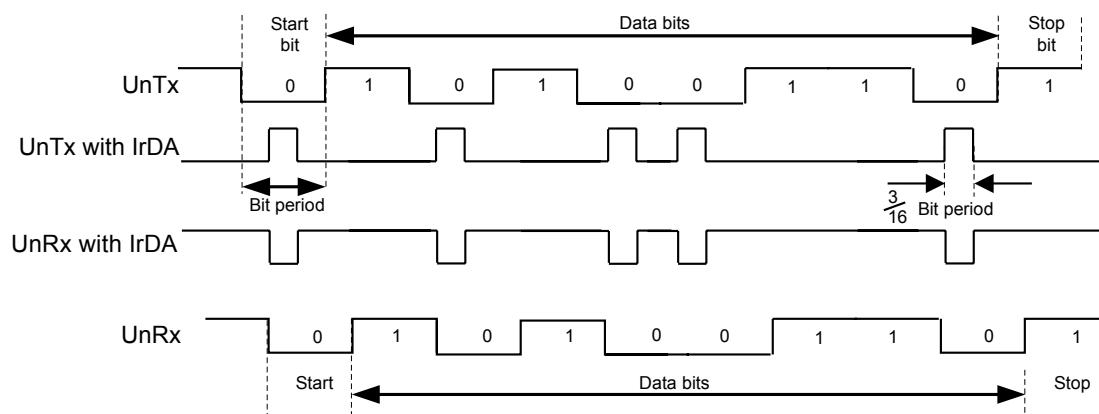 Start
bit
Data bits
Stop
bit
UnTx
0 1 0 1 0 0 1 1 0 1
UnTx with IrDA
Bit period
3/16 Bit period
UnRx with IrDA
UnRx
0 1 0 1 0 0 1 1 0 1
Start
Data bits
Stop